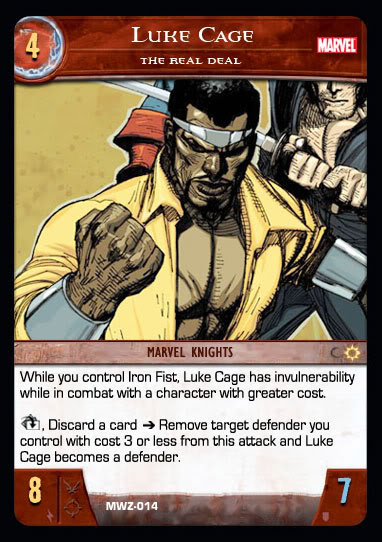 4
LUKE CAGE
THE REAL DEAL
MARVEL
MARVEL KNIGHTS
C
While you control Iron Fist, Luke Cage has invulnerability
while in combat with a character with greater cost.
, Discard a card ➔ Remove target defender you
control with cost 3 or less from this attack and Luke
Cage becomes a defender.
8
MWZ-014
7